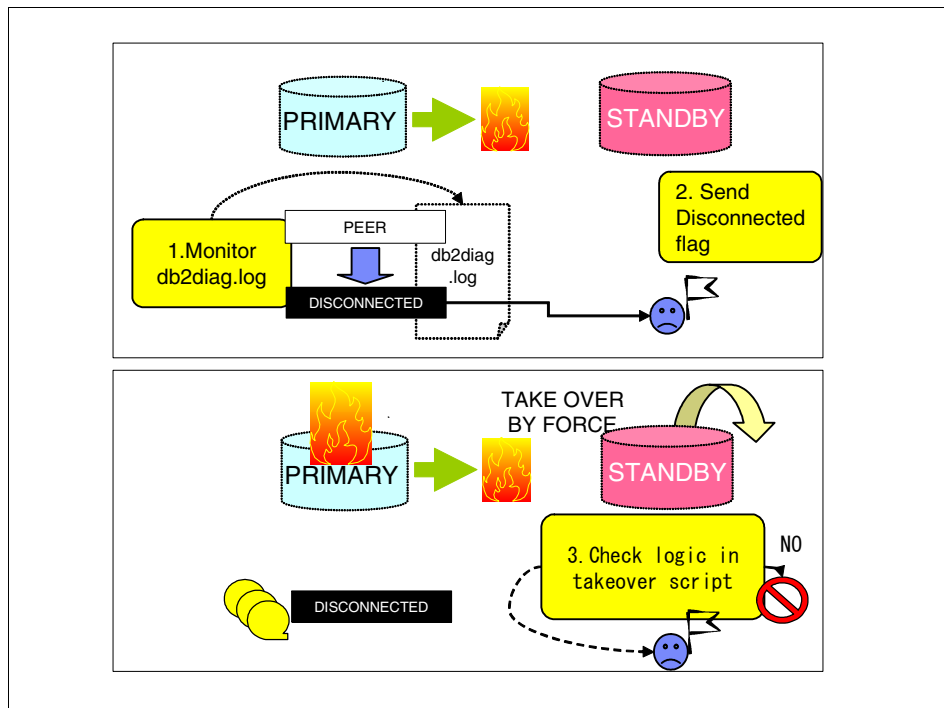 PRIMARY
STANDBY
2. Send
Disconnected
flag
1.Monitor
db2diag.log
PEER
db2diag
.log
DISCONNECTED
TAKE OVER
BY FORCE
PRIMARY
STANDBY
3.Check logic in
takeover script
NO
DISCONNECTED